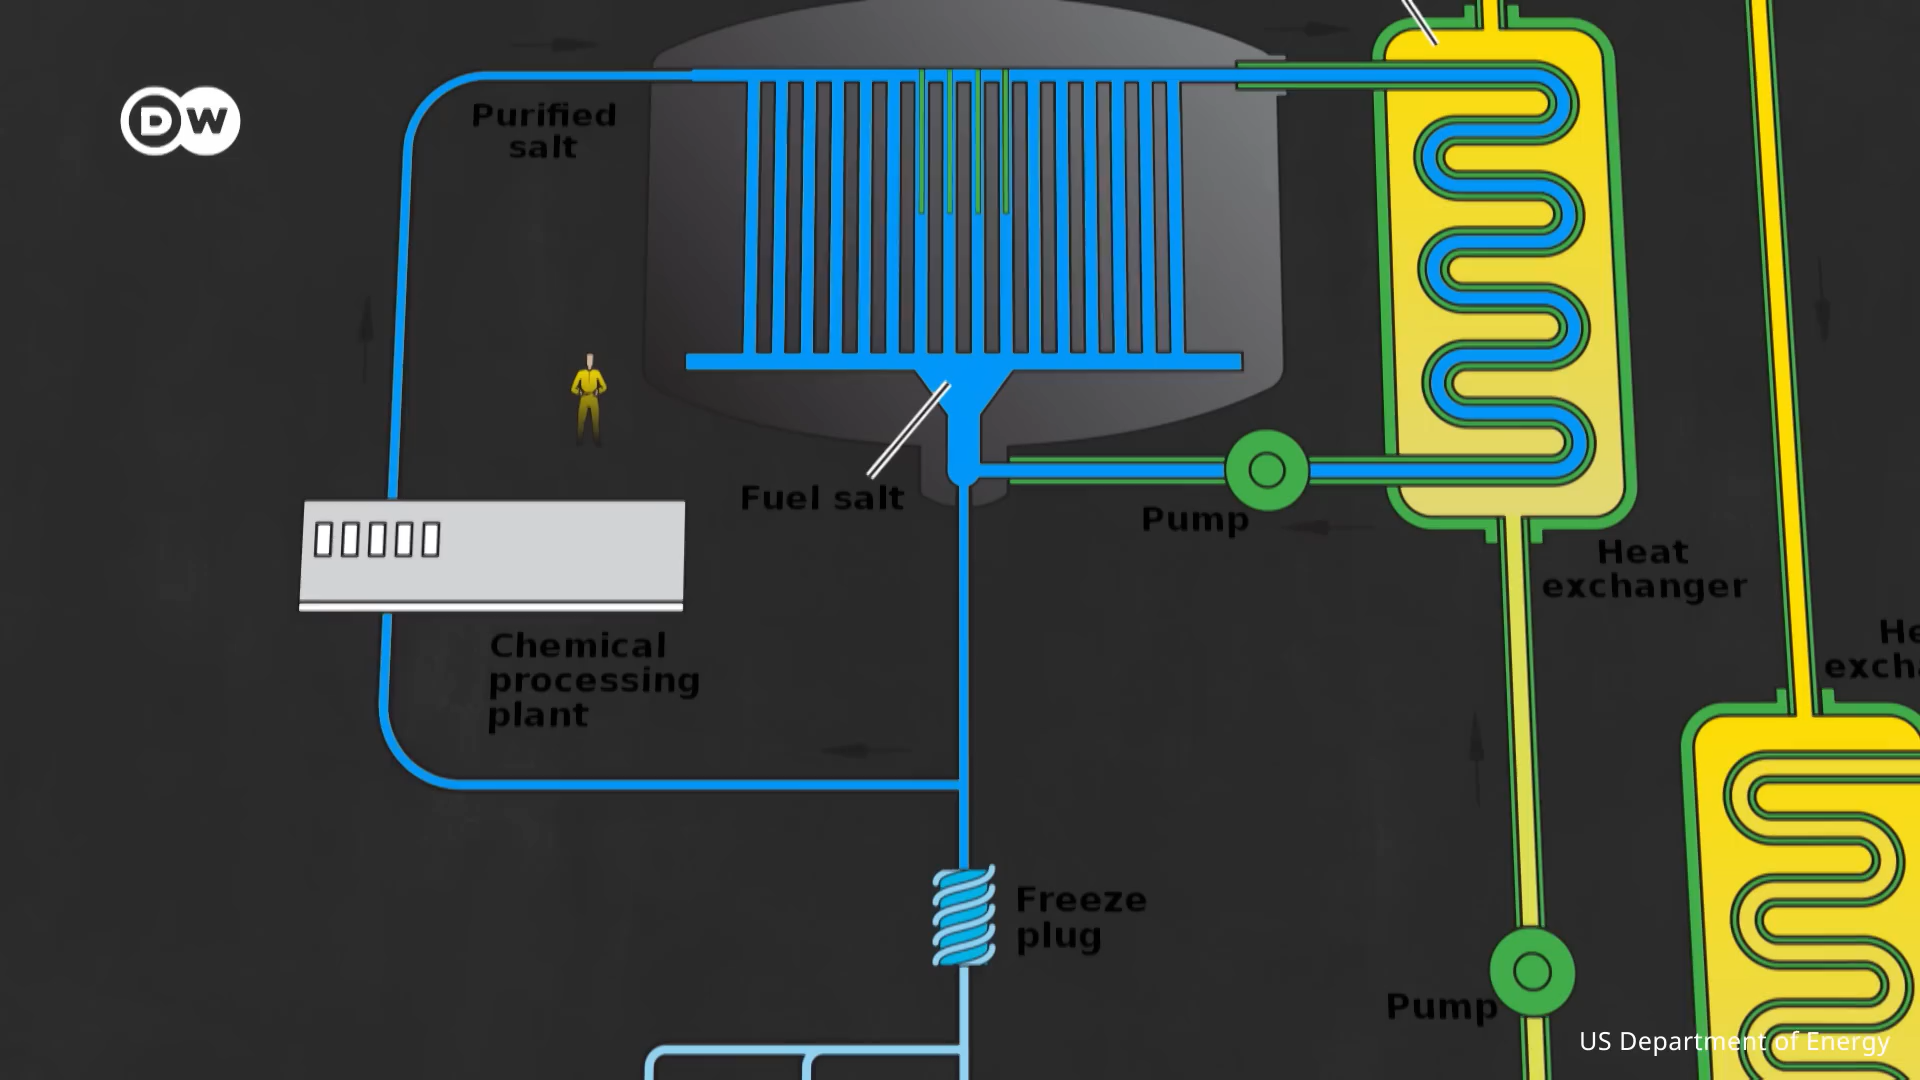 DW
Purified
salt
Fuel salt
Pump
Heat
exchanger
Chemical
processing
plant
Freeze
plug
Pump
US Department of Energy